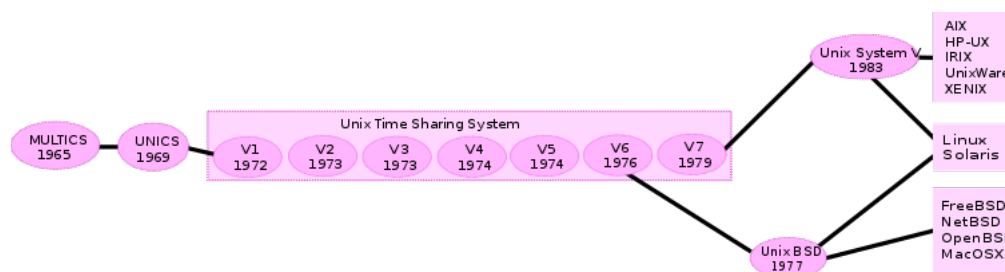 MULTICS
1965
UNICS
1969
Unix Time Sharing System
V1
1972
V2
1973
V3
1973
V4
1974
V5
1974
V6
1976
V7
1979
Unix System V
1983
Unix BSD
1977
AIX
HP-UX
IRIX
UnixWare
XENIX
Linux
Solaris
FreeBSD
NetBSD
OpenBSD
MacOSX